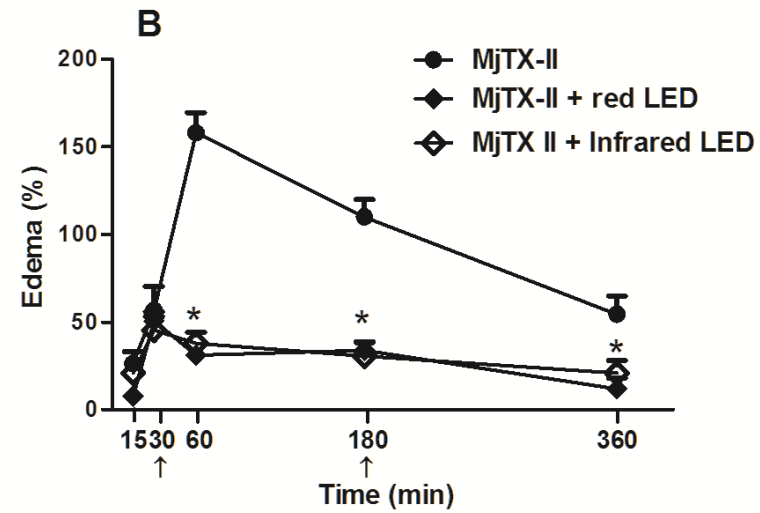 B
200
150
100
50
0
Edema (%)
MjTX-II
MjTX-II + red LED
MjTX II + Infrared LED
*
*
*
15 30 60 180 360
↑ ↑
Time (min)